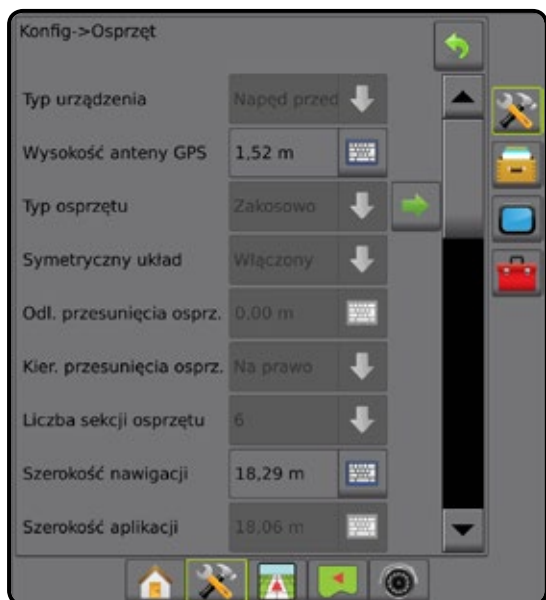 Konfig->Osprzęt
Typ urządzenia Napęd przed
Wysokość anteny GPS 1,52 m
Typ osprzętu Zakosowo
Symetryczny układ Włączony
Odl. przesunięcia osprz. 0,00 m
Kier. przesunięcia osprz. Na prawo
Liczba sekcji osprzętu 6
Szerokość nawigacji 18,29 m
Szerokość aplikacji 18,06 m